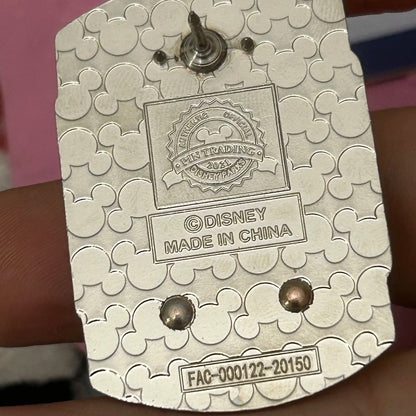 AUTHENTIC OFFICIAL
PIN TRADING
2021
DISNEY PARKS
©DISNEY
MADE IN CHINA
FAC-000122-20150